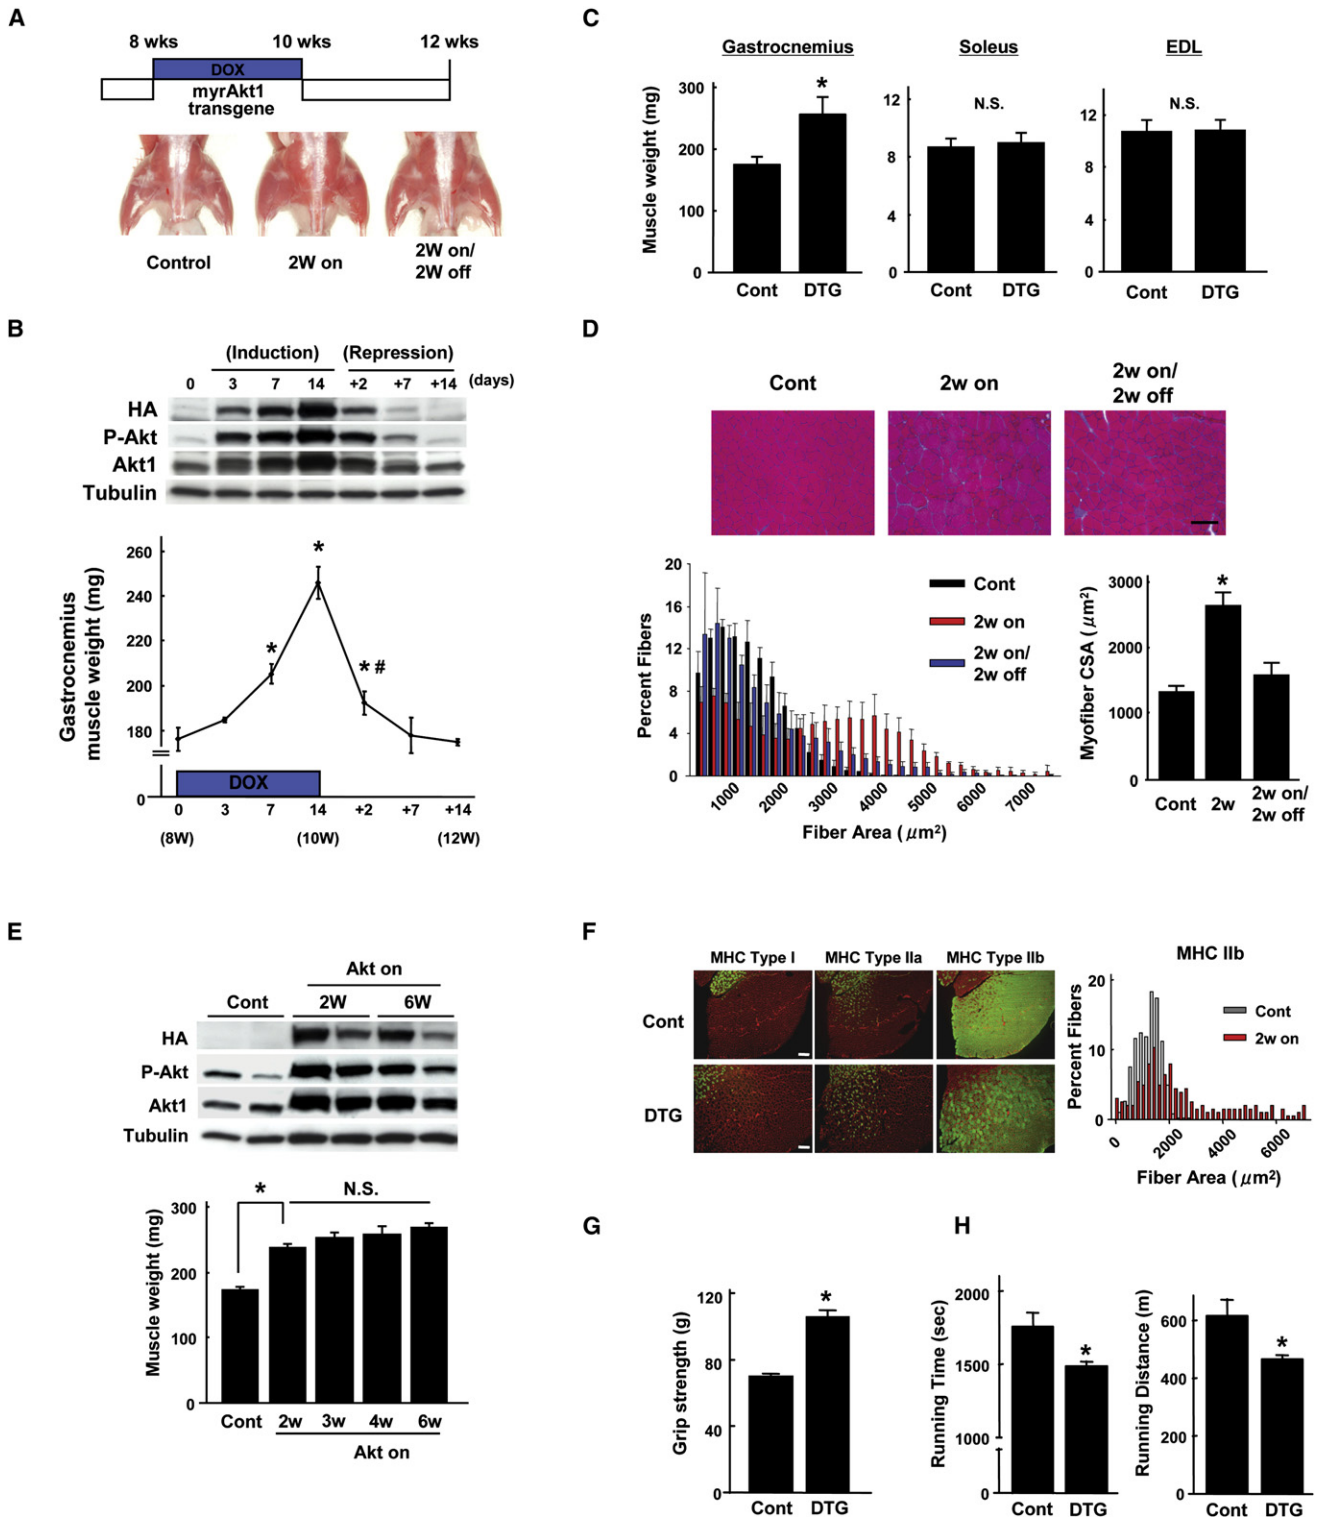 A
8 wks 10 wks 12 wks
DOX
myrAkt1
transgene
Control 2W on 2W on/
2W off
B
(Induction) (Repression)
0 3 7 14 +2 +7 +14 (days)
HA
P-Akt
Akt1
Tubulin
Gastrocnemius
muscle weight (mg)
260
220
200
180
0
*
*
* #
DOX
0 3 7 14 +2 +7 +14
(8W) (10W) (12W)
C
Gastrocnemius Soleus EDL
Muscle weight (mg)
300
200
100
0
*
Cont DTG
12
8
4
0
N.S.
Cont DTG
12
8
4
0
N.S.
Cont DTG
D
Cont 2w on 2w on/
2w off
Percent Fibers
20
16
12
8
4
0
Cont
2w on
2w on/
2w off
1000 2000 3000 4000 5000 6000 7000
Fiber Area (μm²)
Myofiber CSA (μm²)
3000
2000
1000
0
*
Cont 2w 2w on/
2w off
E
Akt on
Cont 2W 6W
HA
P-Akt
Akt1
Tubulin
Muscle weight (mg)
300
200
100
0
* N.S.
Cont 2w 3w 4w 6w
Akt on
F
MHC Type I MHC Type IIa MHC Type IIb
Cont
DTG
MHC IIb
Percent Fibers
20
10
0
Cont
2w on
0 2000 4000 6000
Fiber Area (μm²)
G
Grip strength (g)
120
80
40
0
*
Cont DTG
H
Running Time (sec)
2000
1500
1000
0
*
Cont DTG
Running Distance (m)
600
400
200
0
*
Cont DTG